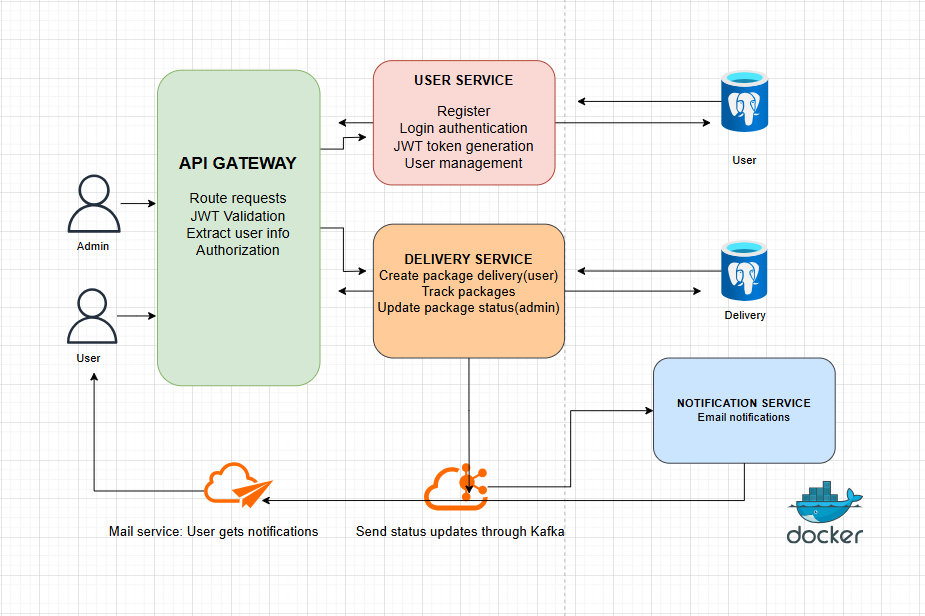 USER SERVICE
Register
Login authentication
JWT token generation
User management
User
API GATEWAY
Route requests
JWT Validation
Extract user info
Authorization
Admin
User
DELIVERY SERVICE
Create package delivery(user)
Track packages
Update package status(admin)
Delivery
NOTIFICATION SERVICE
Email notifications
Mail service: User gets notifications
Send status updates through Kafka
docker